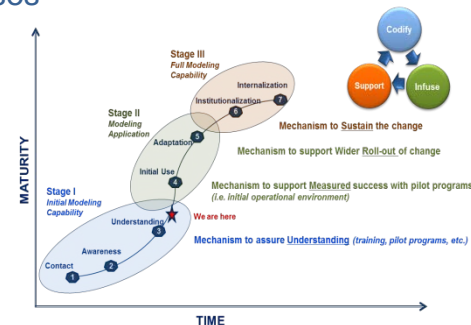 Codify
Support
Infuse
Stage III
Full Modeling
Capability
Internalization
7
Institutionalization
6
Mechanism to Sustain the change
Stage II
Modeling
Application
Adaptation
5
Mechanism to support Wider Roll-out of change
Initial Use
4
Mechanism to support Measured success with pilot programs
(i.e. initial operational environment)
Stage I
Initial Modeling
Capability
We are here
Understanding
3
Mechanism to assure Understanding (training, pilot programs, etc.)
Awareness
2
Contact
1
MATURITY
TIME